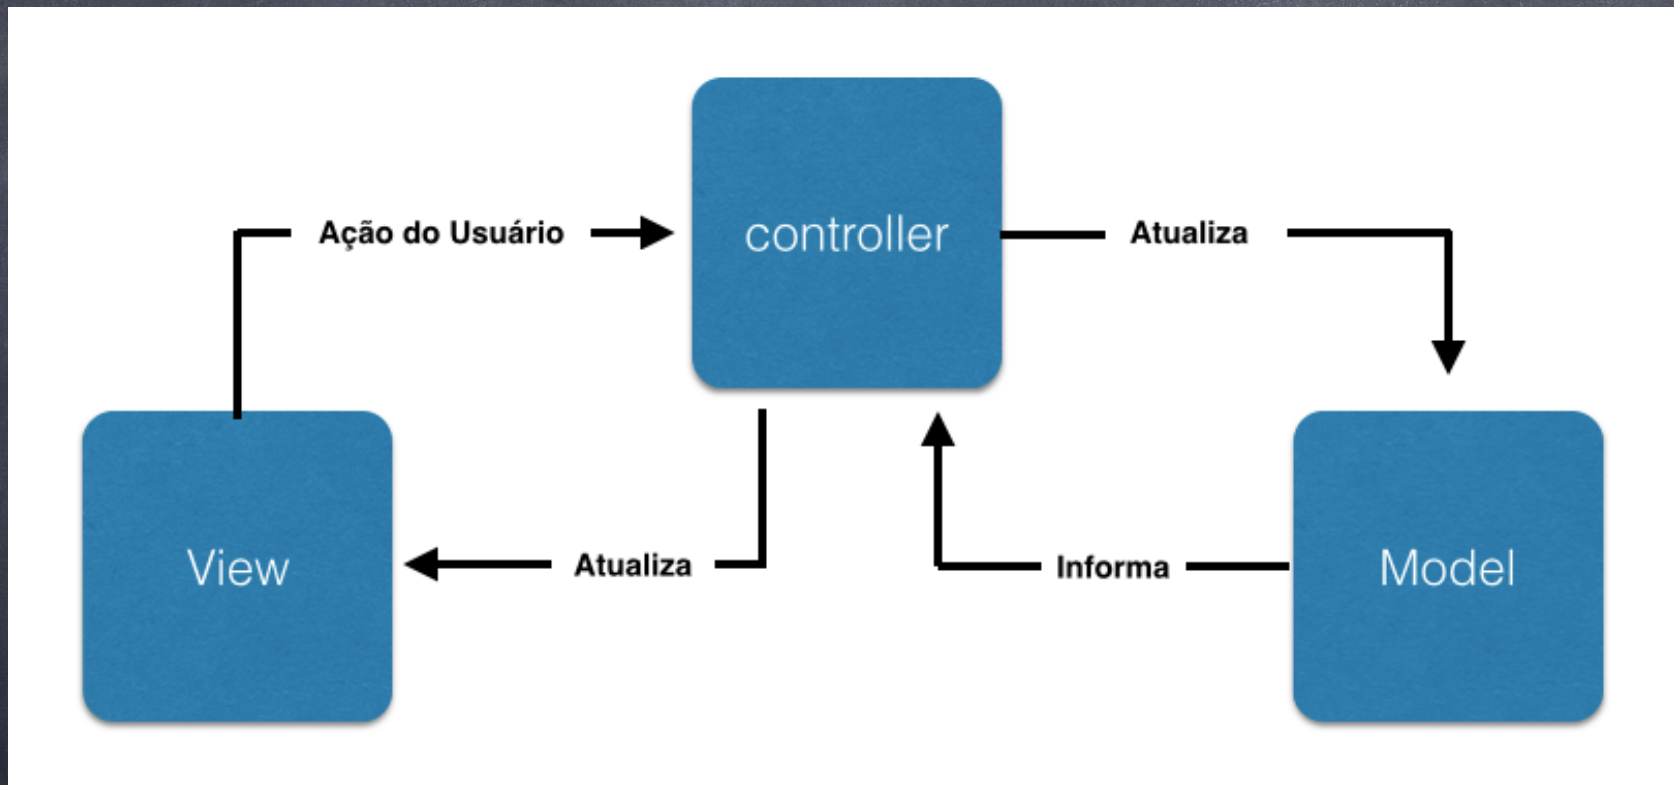 controller
Ação do Usuário
Atualiza
View
Atualiza
Informa
Model